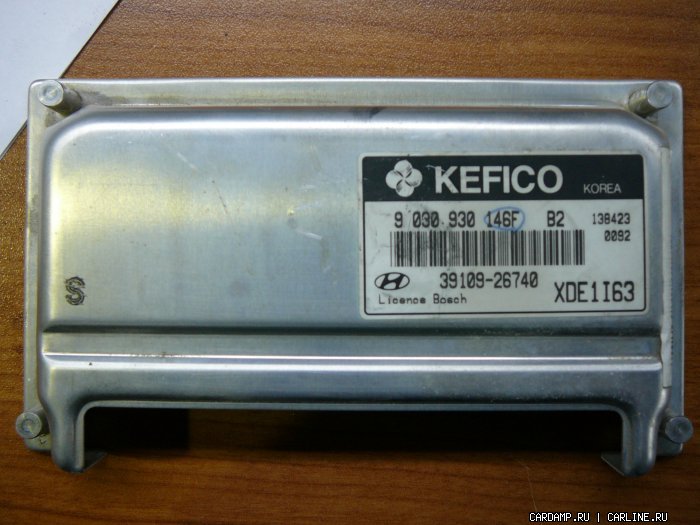 KEFICO KOREA
9 030.930 146F B2 138423
0092
39109-26740
Licence Bosch XDE1I63
CARDAMP.RU | CARLINE.RU